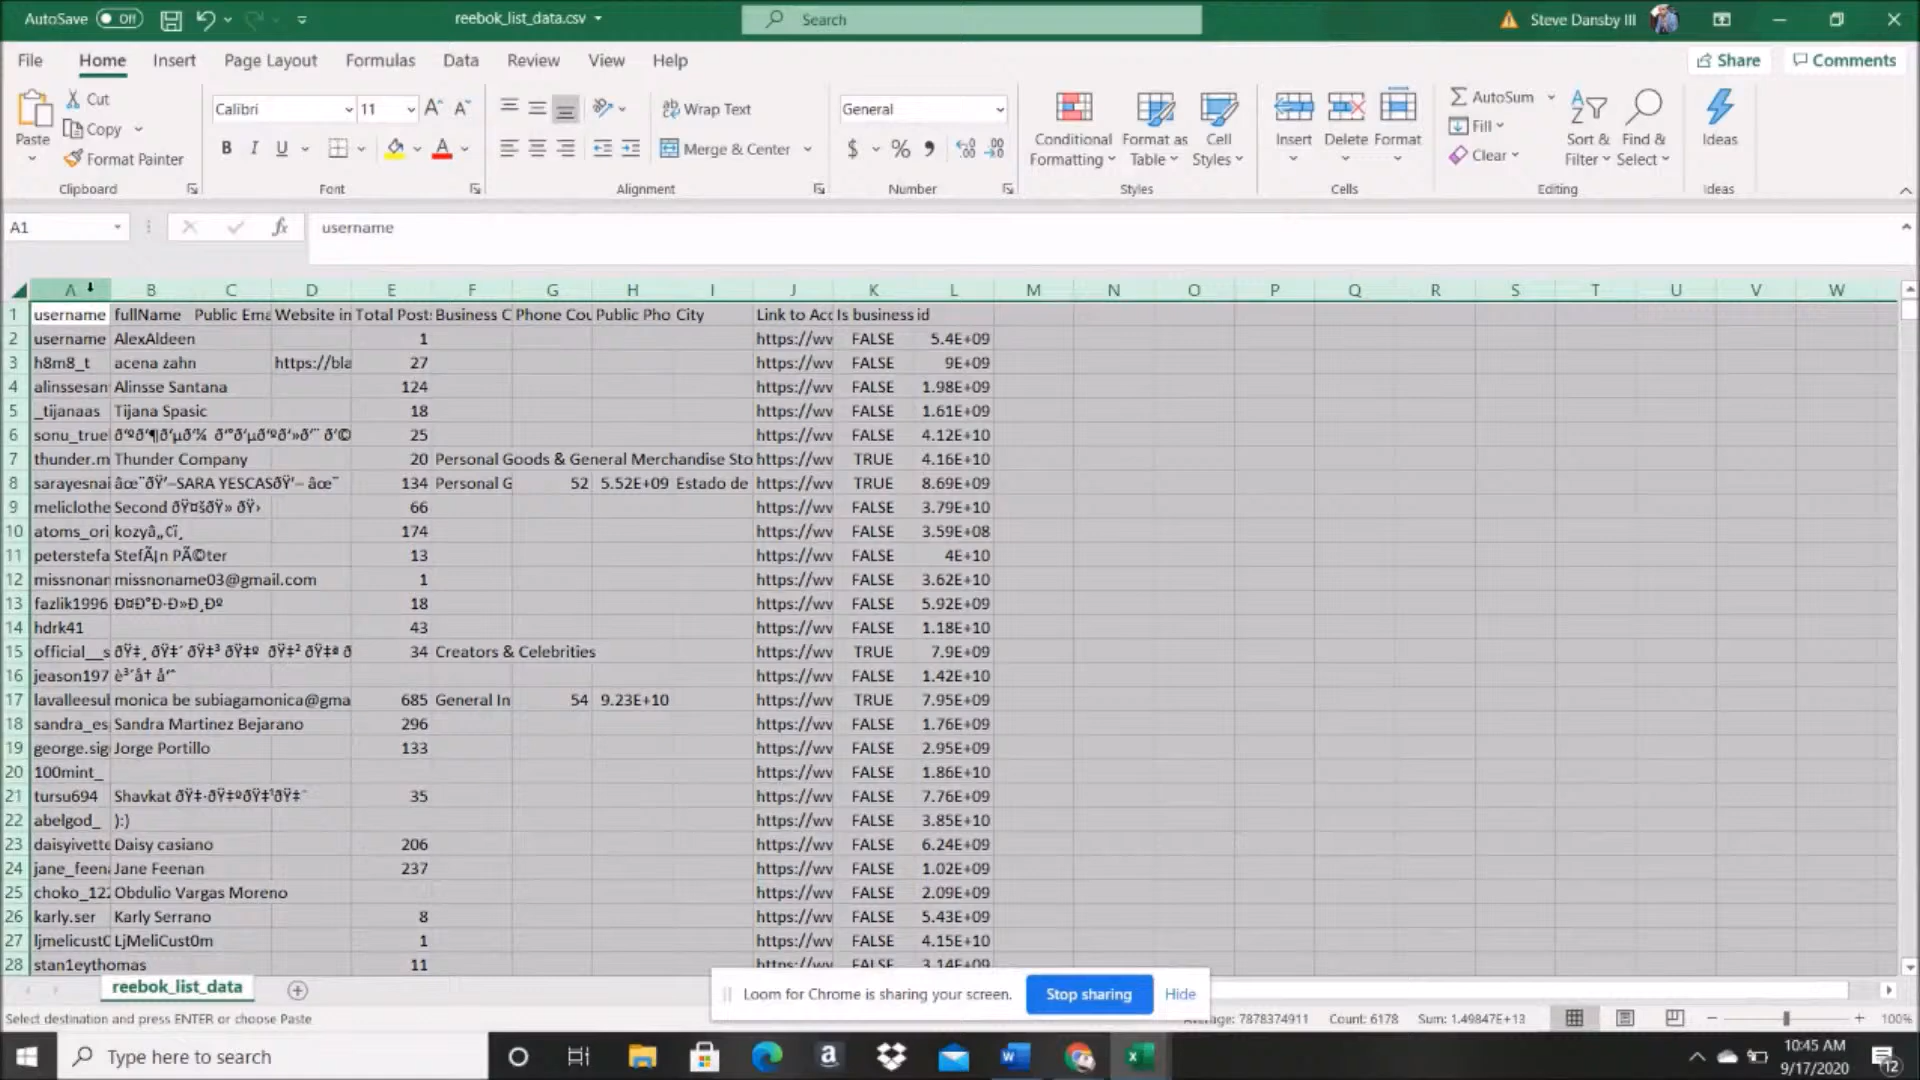 AutoSave Off reebok_list_data.csv Search Steve Dansby III
File Home Insert Page Layout Formulas Data Review View Help Share Comments
Paste Cut Copy Format Painter Clipboard
Calibri 11 B I U Font
Wrap Text Merge & Center Alignment
General $ % Number
Conditional Formatting Format as Table Cell Styles Styles
Insert Delete Format Cells
AutoSum Fill Clear Sort & Filter Find & Select Editing
Ideas Ideas
A1 fx username
A B C D E F G H I J K L M N O P Q R S T U V W
1 username fullName Public Ema Website in Total Post Business C Phone Cou Public Pho City Link to Acc Is business id
2 username AlexAldeen 1 https://wv FALSE 5.4E+09
3 h8m8_t acena zahn https://bla 27 https://wv FALSE 9E+09
4 alinssesan Alinsse Santana 124 https://wv FALSE 1.98E+09
5 _tijanaas Tijana Spasic 18 https://wv FALSE 1.61E+09
6 sonu_true 25 https://wv FALSE 4.12E+10
7 thunder.m Thunder Company 20 Personal Goods & General Merchandise Sto https://wv TRUE 4.16E+10
8 sarayesnai âœ¨ðŸ’–SARA YESCASðŸ’– âœ¨ 134 Personal G 52 5.52E+09 Estado de https://wv TRUE 8.69E+09
9 meliclothe Second 66 https://wv FALSE 3.79E+10
10 atoms_ori 174 https://wv FALSE 3.59E+08
11 peterstefa StefÃ¡n PÃ©ter 13 https://wv FALSE 4E+10
12 missnonan missnoname03@gmail.com 1 https://wv FALSE 3.62E+10
13 fazlik1996 18 https://wv FALSE 5.92E+09
14 hdrk41 43 https://wv FALSE 1.18E+10
15 official__s 34 Creators & Celebrities https://wv TRUE 7.9E+09
16 jeason197 https://wv FALSE 1.42E+10
17 lavalleesul monica be subiagamonica@gma 685 General In 54 9.23E+10 https://wv TRUE 7.95E+09
18 sandra_es Sandra Martinez Bejarano 296 https://wv FALSE 1.76E+09
19 george.sig Jorge Portillo 133 https://wv FALSE 2.95E+09
20 100mint_ https://wv FALSE 1.86E+10
21 tursu694 Shavkat 35 https://wv FALSE 7.76E+09
22 abelgod_ ):) https://wv FALSE 3.85E+10
23 daisyivette Daisy casiano 206 https://wv FALSE 6.24E+09
24 jane_feen Jane Feenan 237 https://wv FALSE 1.02E+09
25 choko_122 Obdulio Vargas Moreno https://wv FALSE 2.09E+09
26 karly.ser Karly Serrano 8 https://wv FALSE 5.43E+09
27 ljmelicust0 LjMeliCust0m 1 https://wv FALSE 4.15E+10
28 stan1eythomas 11 https://wv FALSE 3.14E+09
reebok_list_data
Loom for Chrome is sharing your screen. Stop sharing Hide
Select destination and press ENTER or choose Paste Average: 7878374911 Count: 6178 Sum: 1.49847E+13 100%
Type here to search 10:45 AM
9/17/2020 12